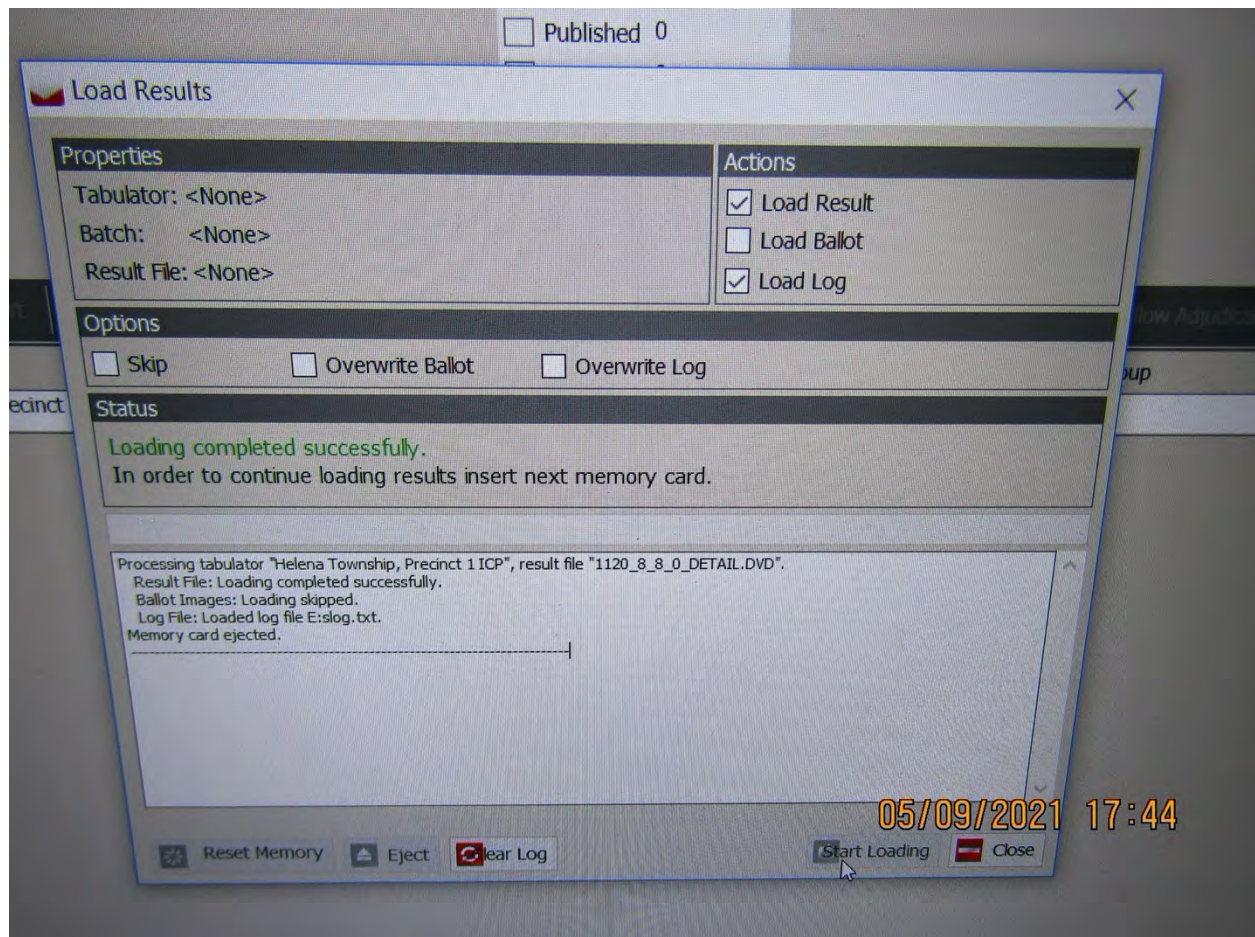 Published 0
Load Results
Properties
Tabulator: <None>
Batch: <None>
Result File: <None>
Actions
Load Result
Load Ballot
Load Log
Options
Skip
Overwrite Ballot
Overwrite Log
Status
Loading completed successfully.
In order to continue loading results insert next memory card.
Processing tabulator "Helena Township, Precinct 1 ICP", result file "1120_8_8_0_DETAIL.DVD".
Result File: Loading completed successfully.
Ballot Images: Loading skipped.
Log File: Loaded log file E:slog.txt.
Memory card ejected.
05/09/2021 17:44
Reset Memory
Eject
Clear Log
Start Loading
Close